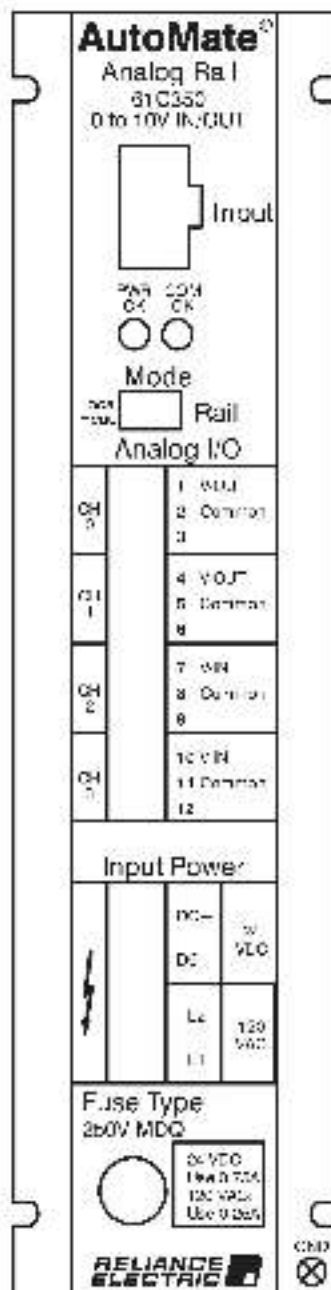 AutoMate®
Analog Rail
61C350
0 to 10V IN/OUT
Input
PWR OK
COM OK
Mode
Rail
Analog I/O
CH 0
1 VOUT
2 Common
3
CH 1
4 VOUT
5 Common
6
CH 2
7 VIN
8 Common
9
CH 3
10 VIN
11 Common
12
Input Power
DC+
DC-
24 VDC
L2
L1
120 VAC
Fuse Type
250V MDQ
24 VDC
120 VAC
RELIANCE
ELECTRIC
GND